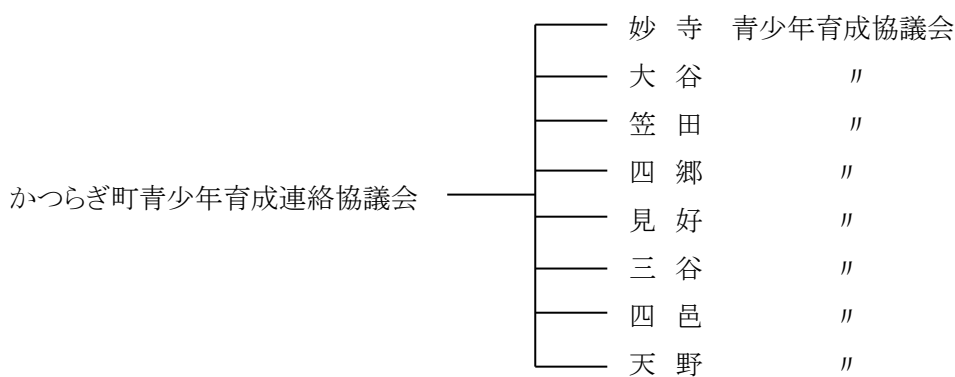 妙 寺 青少年育成協議会
大 谷 〃
笠 田 〃
四 郷 〃
かつらぎ町青少年育成連絡協議会
見 好 〃
三 谷 〃
四 邑 〃
天 野 〃